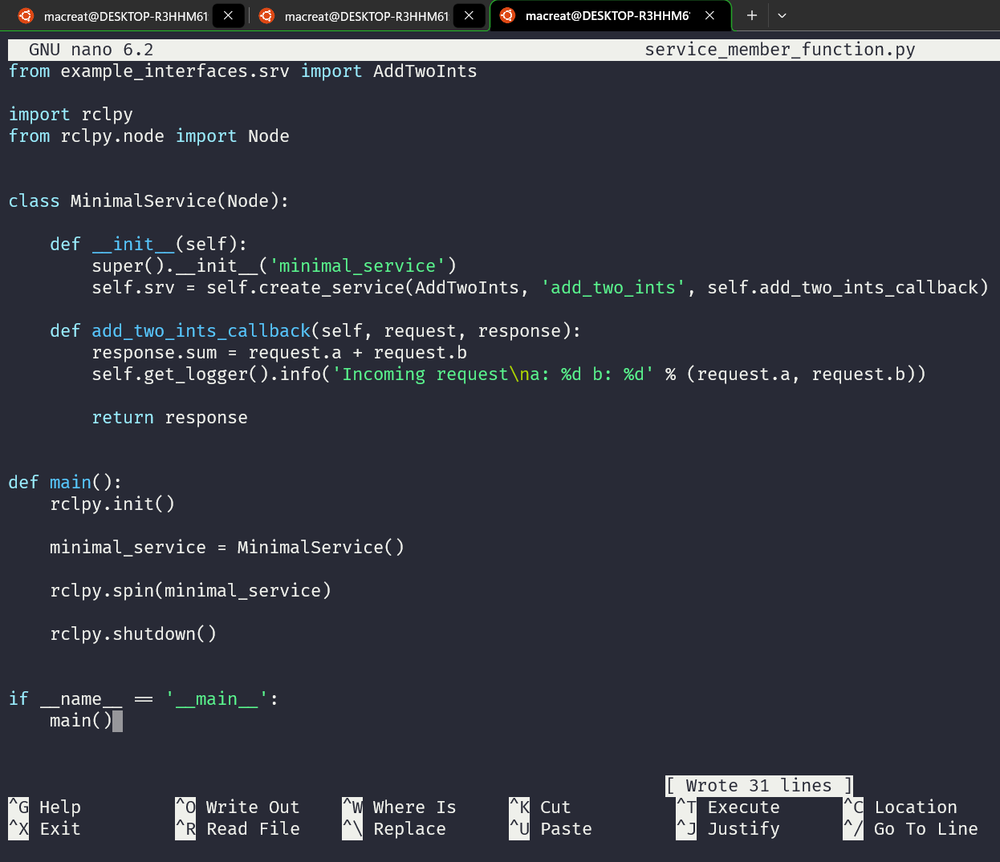 macreat@DESKTOP-R3HHM61 macreat@DESKTOP-R3HHM61 macreat@DESKTOP-R3HHM6
GNU nano 6.2 service_member_function.py
from example_interfaces.srv import AddTwoInts

import rclpy
from rclpy.node import Node


class MinimalService(Node):

    def __init__(self):
        super().__init__('minimal_service')
        self.srv = self.create_service(AddTwoInts, 'add_two_ints', self.add_two_ints_callback)

    def add_two_ints_callback(self, request, response):
        response.sum = request.a + request.b
        self.get_logger().info('Incoming request\na: %d b: %d' % (request.a, request.b))

        return response


def main():
    rclpy.init()

    minimal_service = MinimalService()

    rclpy.spin(minimal_service)

    rclpy.shutdown()


if __name__ == '__main__':
    main()

[ Wrote 31 lines ]
^G Help ^O Write Out ^W Where Is ^K Cut ^T Execute ^C Location
^X Exit ^R Read File ^\ Replace ^U Paste ^J Justify ^/ Go To Line